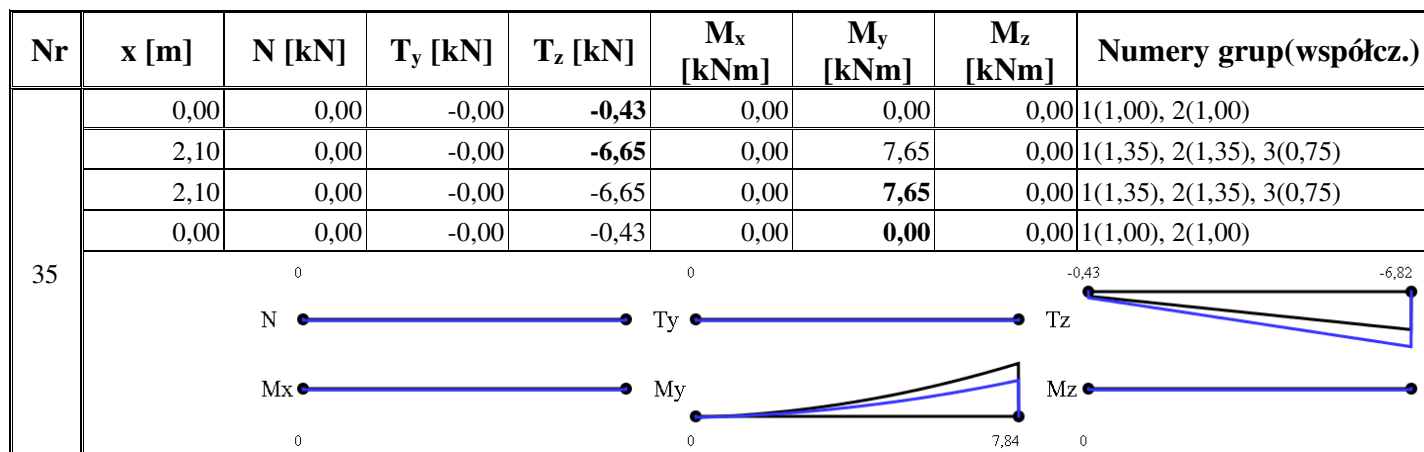 Nr x [m] N [kN] Ty [kN] Tz [kN] Mx [kNm] My [kNm] Mz [kNm] Numery grup(współcz.)
0,00 0,00 -0,00 -0,43 0,00 0,00 0,00 1(1,00), 2(1,00)
2,10 0,00 -0,00 -6,65 0,00 7,65 0,00 1(1,35), 2(1,35), 3(0,75)
2,10 0,00 -0,00 -6,65 0,00 7,65 0,00 1(1,35), 2(1,35), 3(0,75)
0,00 0,00 -0,00 -0,43 0,00 0,00 0,00 1(1,00), 2(1,00)
35
0 0 -0,43 -6,82
N Ty Tz
Mx My Mz
0 0 7,84 0